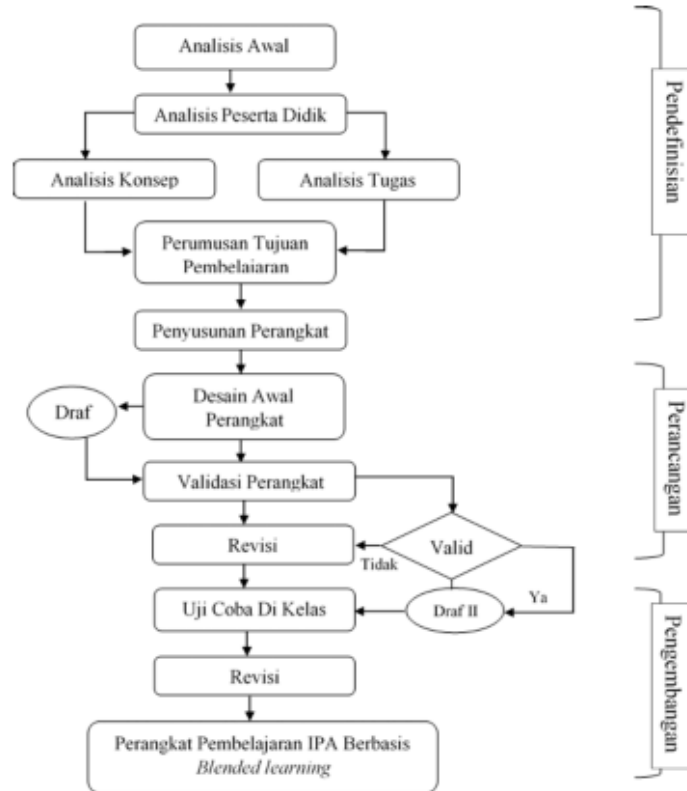 Analisis Awal
Analisis Peserta Didik
Analisis Konsep
Analisis Tugas
Perumusan Tujuan
Pembelaiaran
Penyusunan Perangkat
Desain Awal
Perangkat
Draf
Validasi Perangkat
Revisi
Tidak
Valid
Ya
Uji Coba Di Kelas
Draf II
Revisi
Perangkat Pembelajaran IPA Berbasis
Blended learning
Pendefinisian
Perancangan
Pengembangan